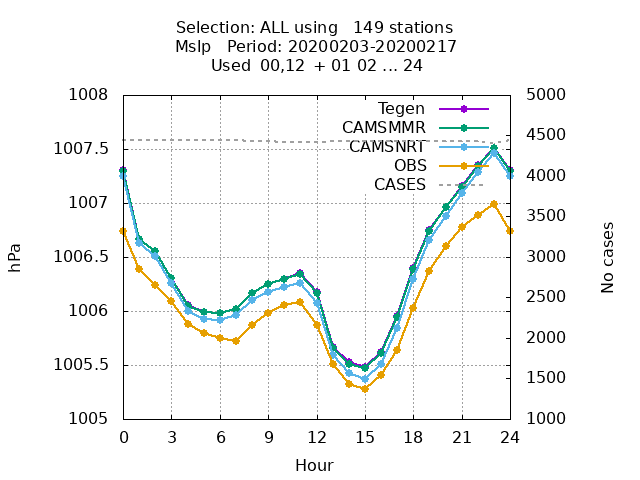 Selection: ALL using   149 stations
Mslp   Period: 20200203-20200217
Used  00,12  + 01 02 ... 24
1008
1007.5
1007
1006.5
1006
1005.5
1005
hPa
Tegen
CAMSMMR
CAMSNRT
OBS
CASES
5000
4500
4000
3500
3000
2500
2000
1500
1000
No cases
0 3 6 9 12 15 18 21 24
Hour